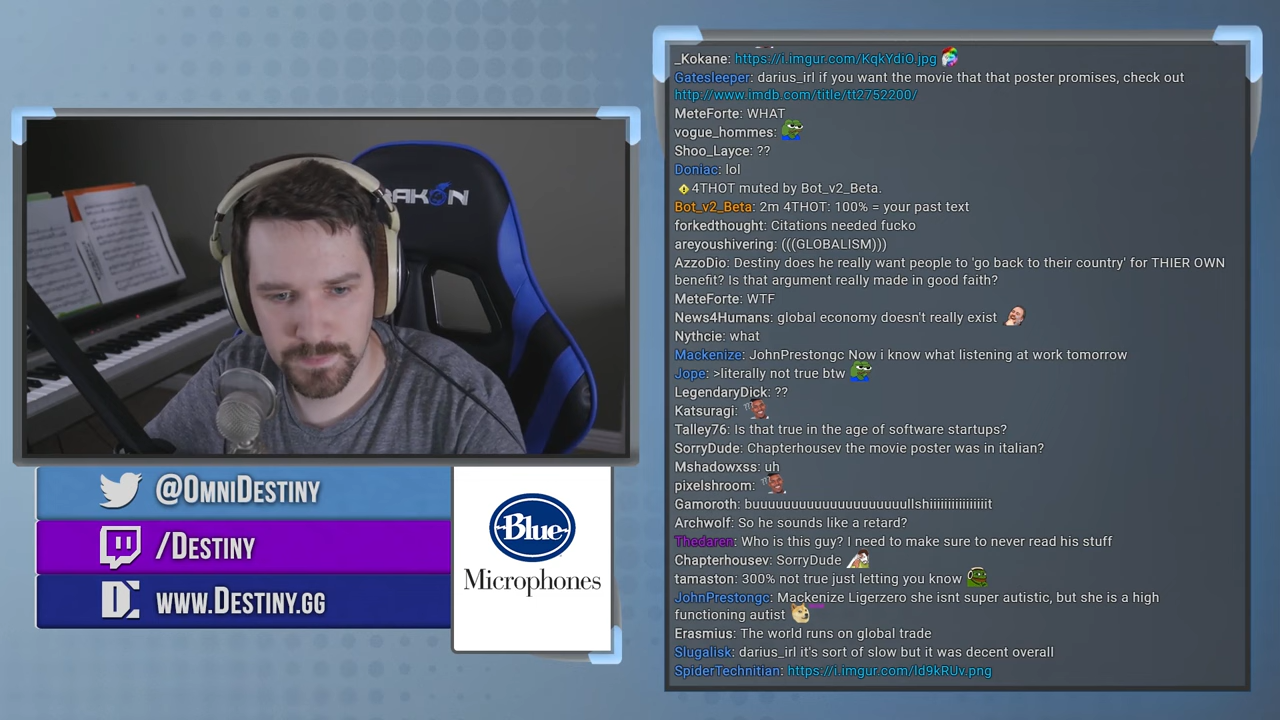 RAKON
@OMNIDESTINY
/DESTINY
WWW.DESTINY.GG
Blue
Microphones
_Kokane: https://i.imgur.com/KqkYdiO.jpg
Gatesleeper: darius_irl if you want the movie that that poster promises, check out
http://www.imdb.com/title/tt2752200/
MeteForte: WHAT
vogue_hommes:
Shoo_Layce: ??
Doniac: lol
4THOT muted by Bot_v2_Beta.
Bot_v2_Beta: 2m 4THOT: 100% = your past text
forkedthought: Citations needed fucko
areyoushivering: (((GLOBALISM)))
AzzoDio: Destiny does he really want people to 'go back to their country' for THIER OWN
benefit? Is that argument really made in good faith?
MeteForte: WTF
News4Humans: global economy doesn't really exist
Nythcie: what
Mackenize: JohnPrestongc Now i know what listening at work tomorrow
Jope: >literally not true btw
LegendaryDick: ??
Katsuragi:
Talley76: Is that true in the age of software startups?
SorryDude: Chapterhousev the movie poster was in italian?
Mshadowxss: uh
pixelshroom:
Gamoroth: buuuuuuuuuuuuuuuuuuuuuullshiiiiiiiiiiiiiiit
Archwolf: So he sounds like a retard?
Thedaren: Who is this guy? I need to make sure to never read his stuff
Chapterhousev: SorryDude
tamaston: 300% not true just letting you know
JohnPrestongc: Mackenize Ligerzero she isnt super autistic, but she is a high
functioning autist
Erasmius: The world runs on global trade
Slugalisk: darius_irl it's sort of slow but it was decent overall
SpiderTechnitian: https://i.imgur.com/ld9kRUv.png